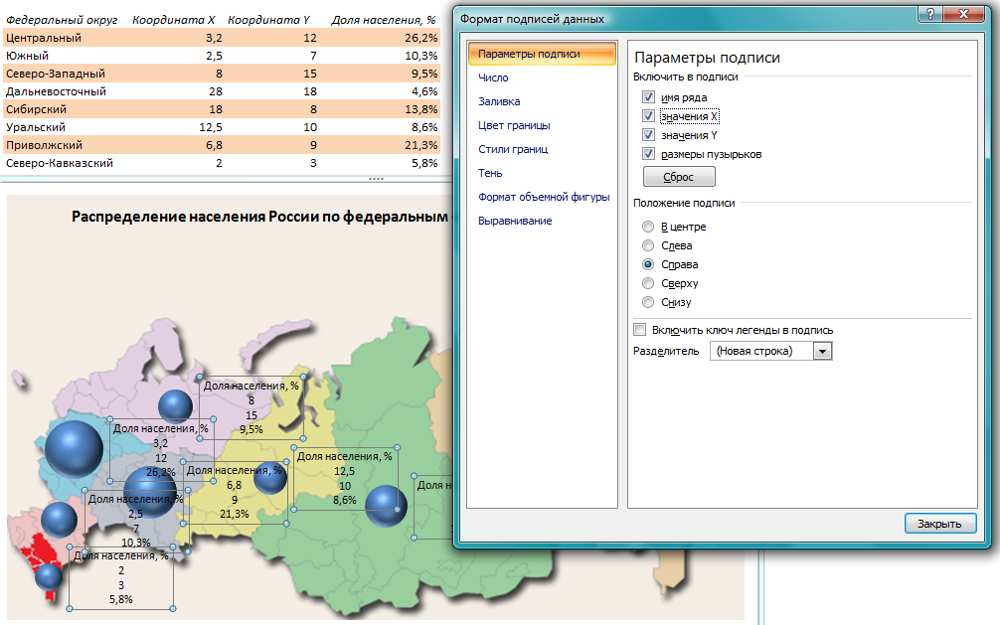 Федеральный округ Координата X Координата Y Доля населения, %
Центральный 3,2 12 26,2%
Южный 2,5 7 10,3%
Северо-Западный 8 15 9,5%
Дальневосточный 28 18 4,6%
Сибирский 18 8 13,8%
Уральский 12,5 10 8,6%
Приволжский 6,8 9 21,3%
Северо-Кавказский 2 3 5,8%
Распределение населения России по федеральным
Доля населения, %
8
15
9,5%
Доля населения, %
3,2
12
26,2%
Доля населения, %
12,5
10
8,6%
Доля населения, %
6,8
9
21,3%
Доля н
Доля населения, %
2,5
7
10,3%
Доля населения, %
2
3
5,8%
Формат подписей данных
?
Параметры подписи
Число
Заливка
Цвет границы
Стили границ
Тень
Формат объемной фигуры
Выравнивание
Параметры подписи
Включить в подписи
имя ряда
значения X
значения Y
размеры пузырьков
Сброс
Положение подписи
В центре
Слева
Справа
Сверху
Снизу
Включить ключ легенды в подпись
Разделитель (Новая строка)
Закрыть